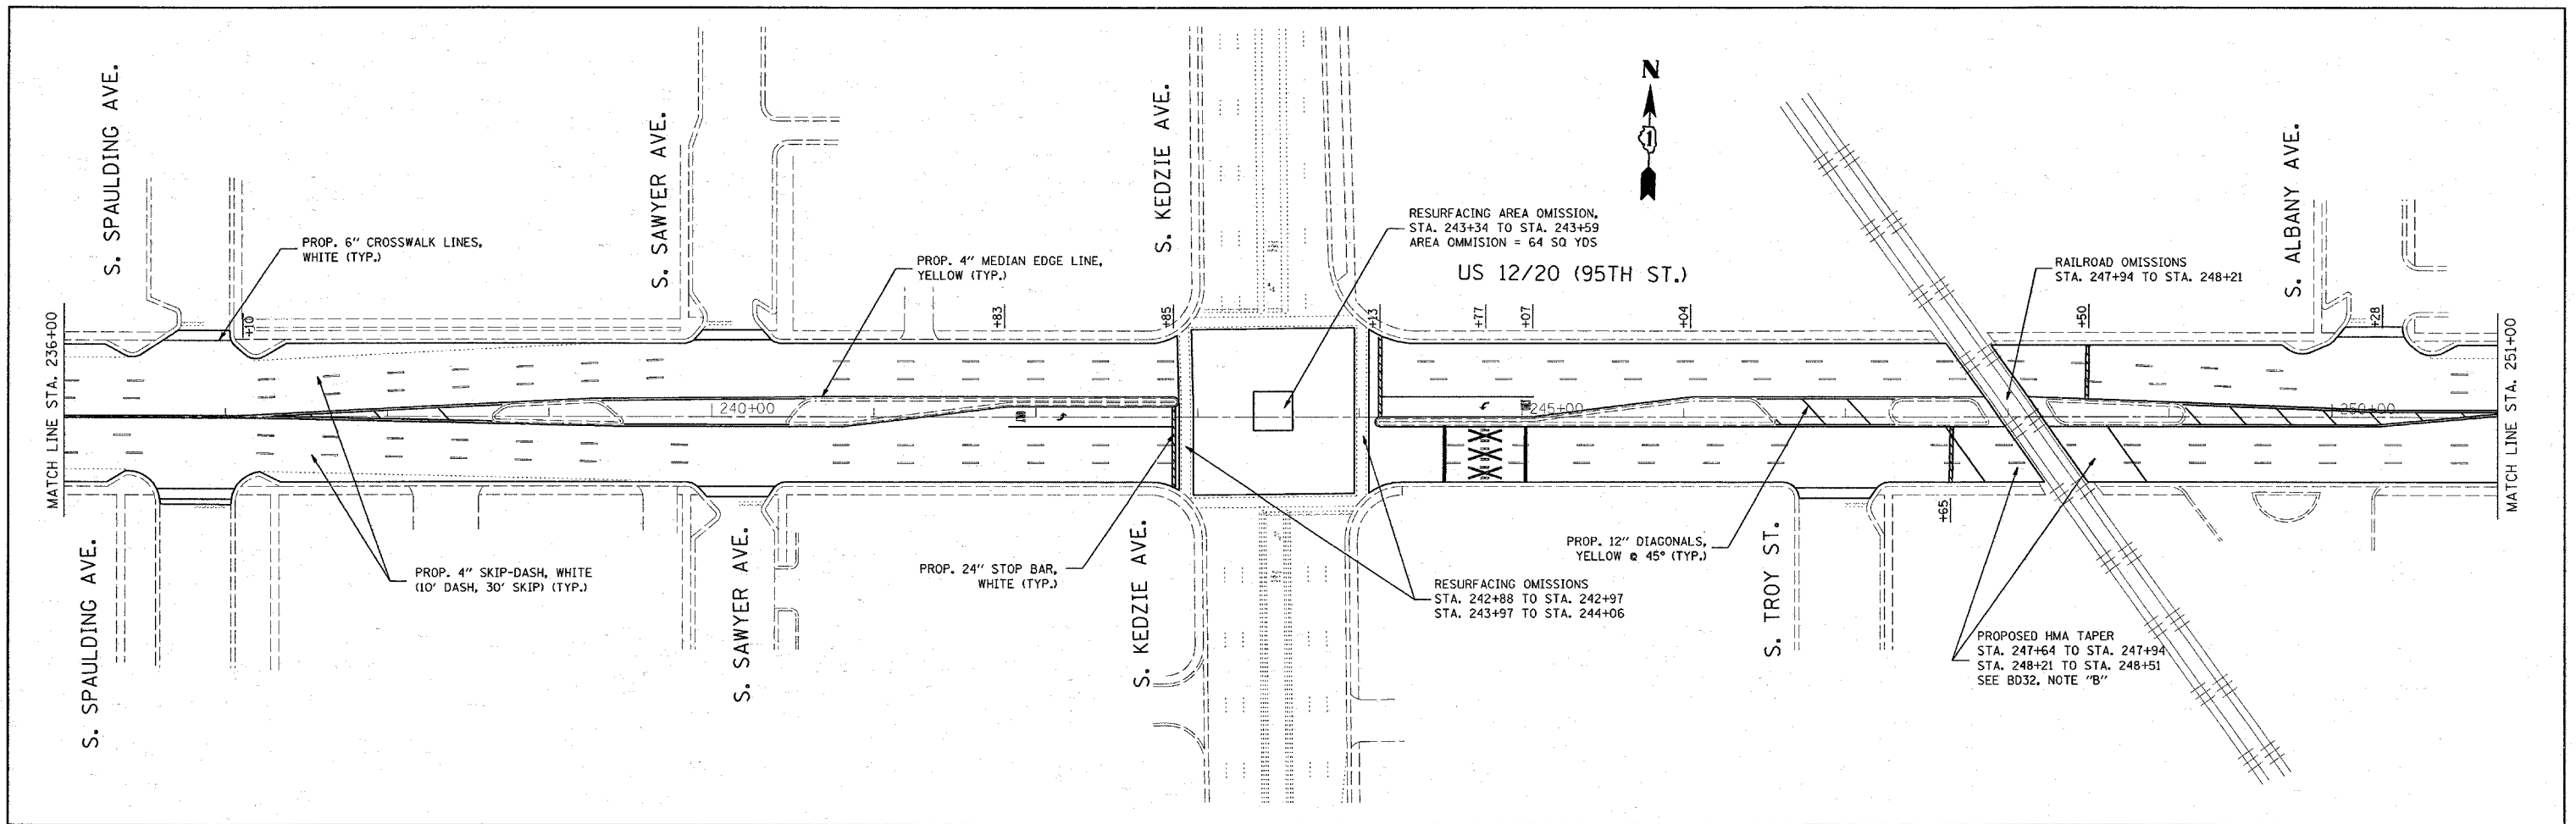 S. SPAULDING AVE.
S. SAWYER AVE.
S. KEDZIE AVE.
N
S. ALBANY AVE.
PROP. 6" CROSSWALK LINES,
WHITE (TYP.)
PROP. 4" MEDIAN EDGE LINE,
YELLOW (TYP.)
RESURFACING AREA OMISSION,
STA. 243+34 TO STA. 243+59
AREA OMMISION = 64 SQ YDS
US 12/20 (95TH ST.)
RAILROAD OMISSIONS
STA. 247+94 TO STA. 248+21
MATCH LINE STA. 236+00
+10
+83
+85
+13
+77
+07
+04
+50
+28
MATCH LINE STA. 251+00
240+00
245+00
250+00
+65
S. SPAULDING AVE.
PROP. 4" SKIP-DASH, WHITE
(10' DASH, 30' SKIP) (TYP.)
S. SAWYER AVE.
PROP. 24" STOP BAR,
WHITE (TYP.)
S. KEDZIE AVE.
RESURFACING OMISSIONS
STA. 242+88 TO STA. 242+97
STA. 243+97 TO STA. 244+06
PROP. 12" DIAGONALS,
YELLOW @ 45° (TYP.)
S. TROY ST.
PROPOSED HMA TAPER
STA. 247+64 TO STA. 247+94
STA. 248+21 TO STA. 248+51
SEE BD32, NOTE "B"